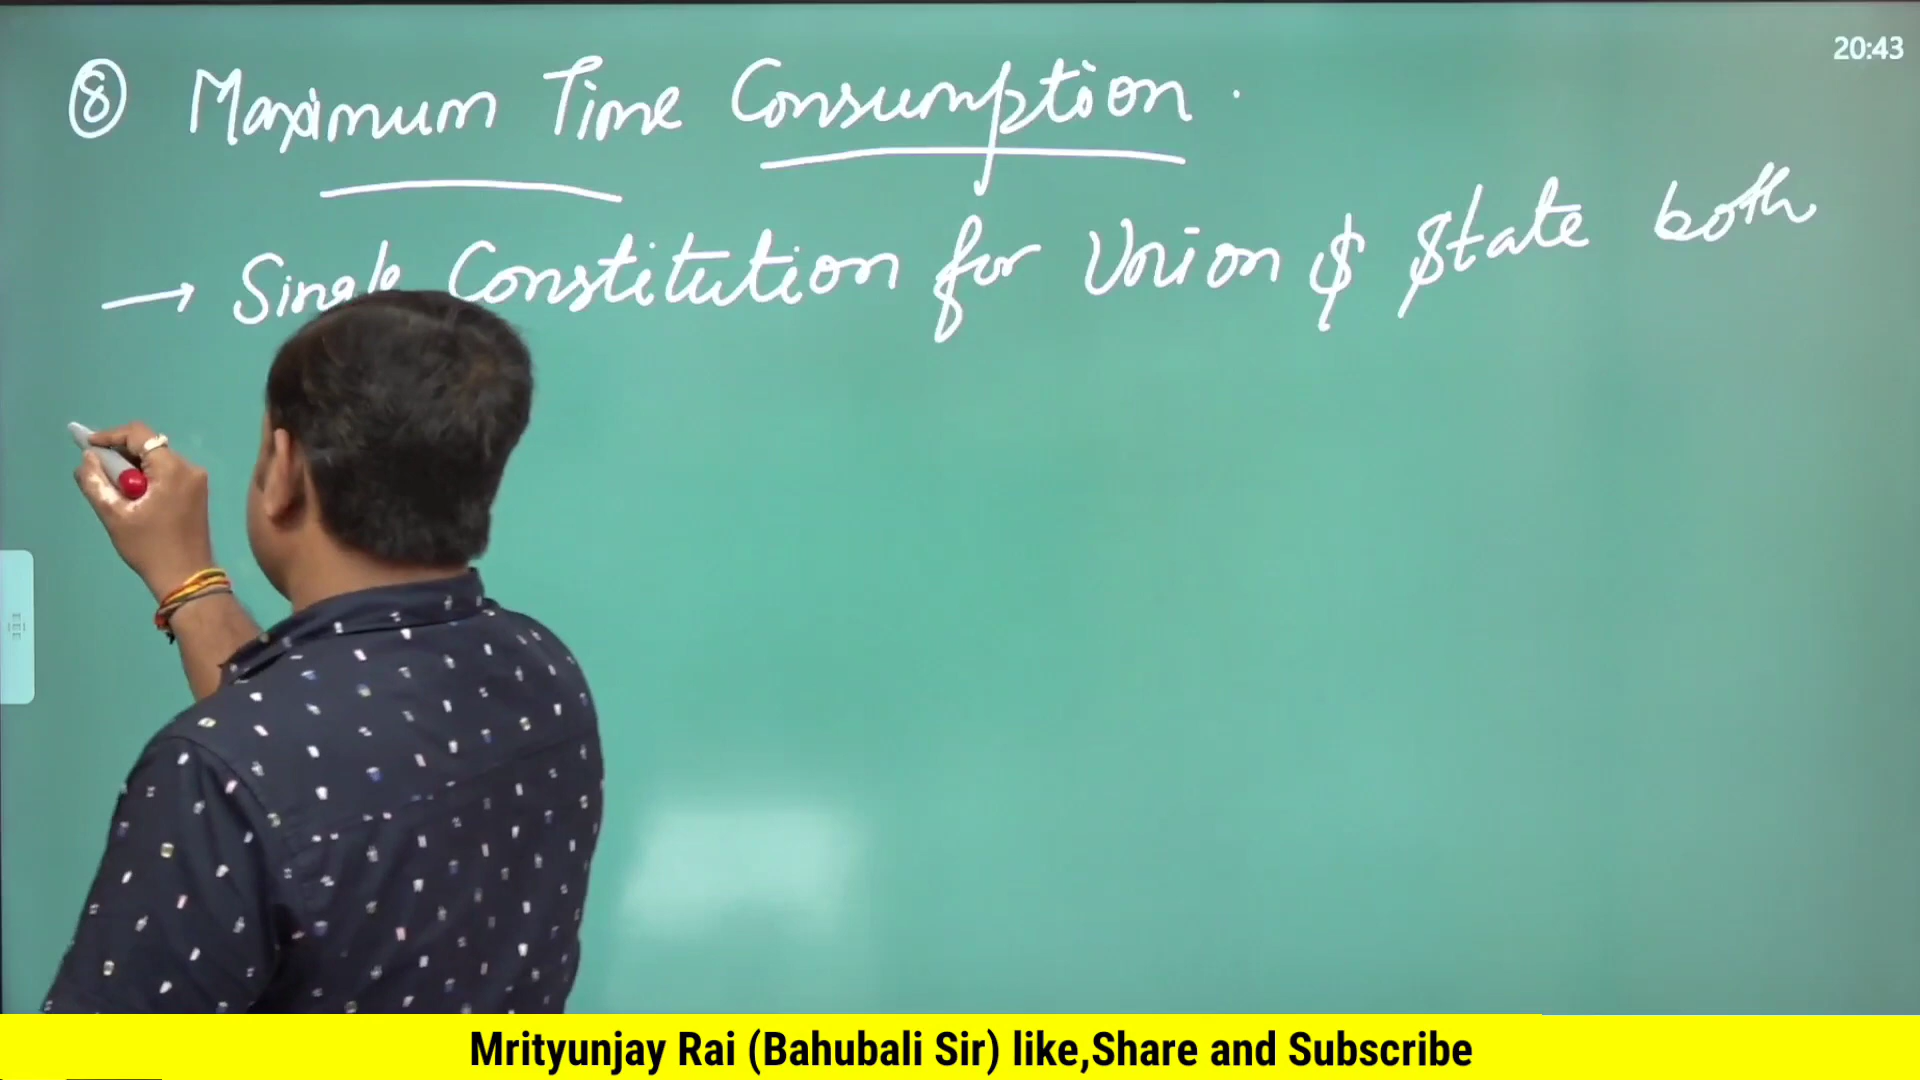 20:43
⑧ Maximum Time Consumption.
→ Single Constitution for Union & State both
Mrityunjay Rai (Bahubali Sir) like,Share and Subscribe